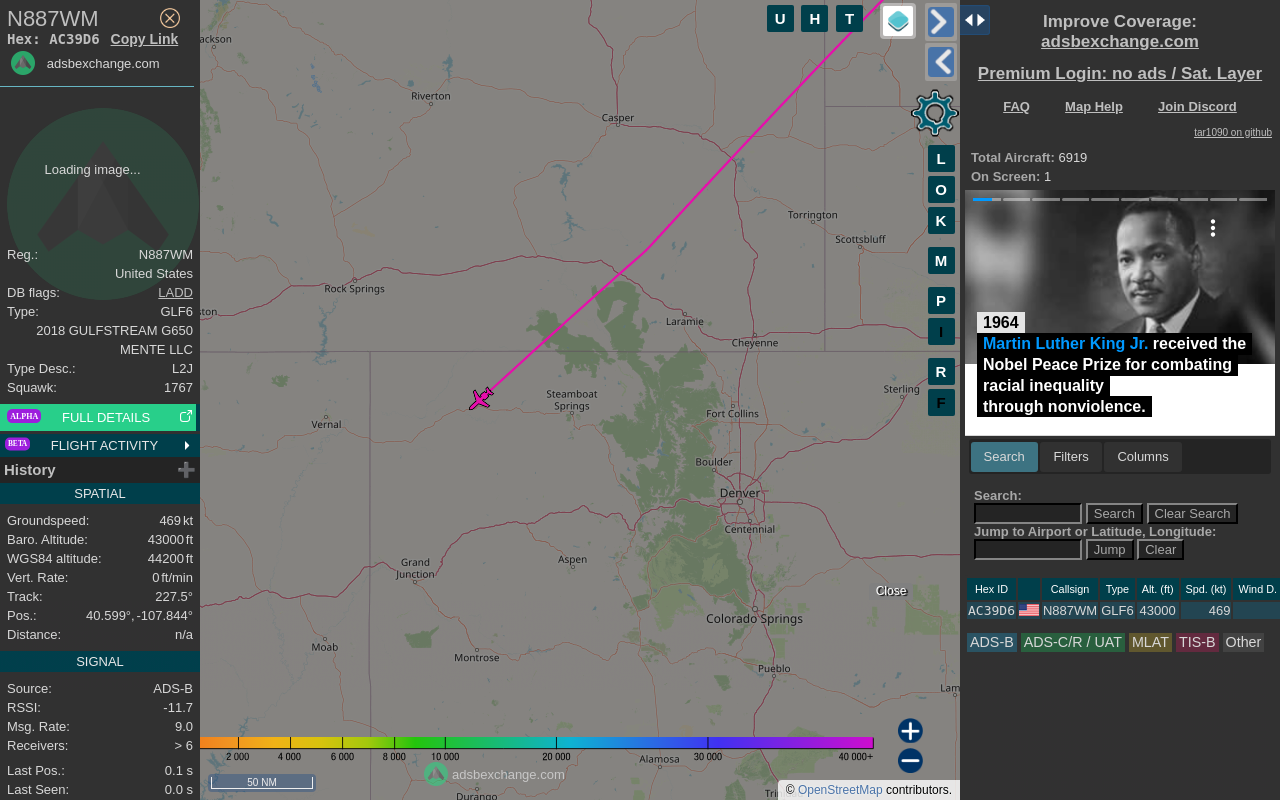 N887WM
Hex: AC39D6 Copy Link
adsbexchange.com
Loading image...
Reg.: N887WM
United States
DB flags: LADD
Type: GLF6
2018 GULFSTREAM G650
MENTE LLC
Type Desc.: L2J
Squawk: 1767
ALPHA FULL DETAILS
BETA FLIGHT ACTIVITY
History
SPATIAL
Groundspeed: 469 kt
Baro. Altitude: 43000 ft
WGS84 altitude: 44200 ft
Vert. Rate: 0 ft/min
Track: 227.5°
Pos.: 40.599°, -107.844°
Distance: n/a
SIGNAL
Source: ADS-B
RSSI: -11.7
Msg. Rate: 9.0
Receivers: > 6
Last Pos.: 0.1 s
Last Seen: 0.0 s
U H T
L
O
K
M
P
I
R
F
ackson
Riverton
Casper
Torrington
Scottsbluff
Rock Springs
ston
Laramie
Cheyenne
Sterling
Steamboat
Springs
Fort Collins
Vernal
Boulder
Denver
Centennial
Grand
Junction
Aspen
Close
Colorado Springs
Moab
Montrose
Pueblo
Lam
Alamosa
Durango
Tri
2 000 4 000 6 000 8 000 10 000 20 000 30 000 40 000+
50 NM
adsbexchange.com
© OpenStreetMap contributors.
Improve Coverage:
adsbexchange.com
Premium Login: no ads / Sat. Layer
FAQ Map Help Join Discord
tar1090 on github
Total Aircraft: 6919
On Screen: 1
1964
Martin Luther King Jr. received the
Nobel Peace Prize for combating
racial inequality
through nonviolence.
Search Filters Columns
Search:
Search Clear Search
Jump to Airport or Latitude, Longitude:
Jump Clear
Hex ID Callsign Type Alt. (ft) Spd. (kt) Wind D.
AC39D6 N887WM GLF6 43000 469
ADS-B ADS-C/R / UAT MLAT TIS-B Other